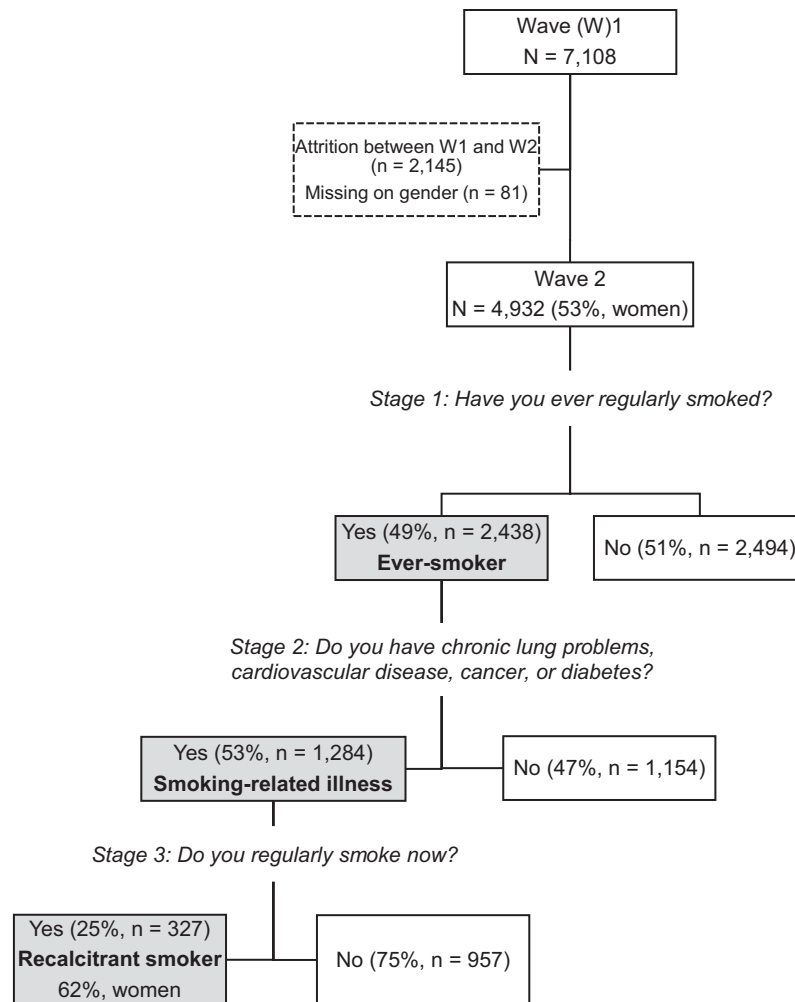 Wave (W)1
N = 7,108
Attrition between W1 and W2
(n = 2,145)
Missing on gender (n = 81)
Wave 2
N = 4,932 (53%, women)
Stage 1: Have you ever regularly smoked?
Yes (49%, n = 2,438)
Ever-smoker
No (51%, n = 2,494)
Stage 2: Do you have chronic lung problems,
cardiovascular disease, cancer, or diabetes?
Yes (53%, n = 1,284)
Smoking-related illness
No (47%, n = 1,154)
Stage 3: Do you regularly smoke now?
Yes (25%, n = 327)
Recalcitrant smoker
62%, women
No (75%, n = 957)